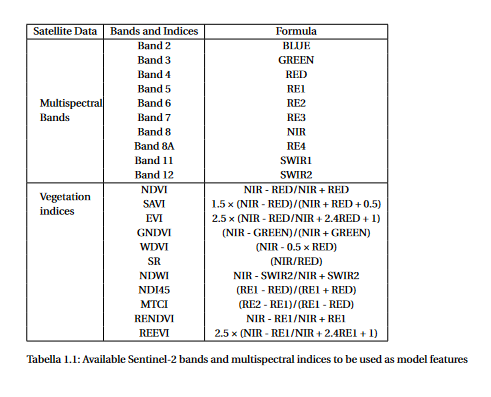 Satellite Data Bands and Indices Formula
Multispectral Bands
Band 2 BLUE
Band 3 GREEN
Band 4 RED
Band 5 RE1
Band 6 RE2
Band 7 RE3
Band 8 NIR
Band 8A RE4
Band 11 SWIR1
Band 12 SWIR2
Vegetation indices
NDVI NIR - RED/NIR + RED
SAVI 1.5 × (NIR - RED)/(NIR + RED + 0.5)
EVI 2.5 × (NIR - RED/NIR + 2.4RED + 1)
GNDVI (NIR - GREEN)/(NIR + GREEN)
WDVI (NIR - 0.5 × RED)
SR (NIR/RED)
NDWI NIR - SWIR2/NIR + SWIR2
NDI45 (RE1 - RED)/(RE1 + RED)
MTCI (RE2 - RE1)/(RE1 - RED)
RENDVI NIR - RE1/NIR + RE1
REEVI 2.5 × (NIR - RE1/NIR + 2.4RE1 + 1)
Tabella 1.1: Available Sentinel-2 bands and multispectral indices to be used as model features